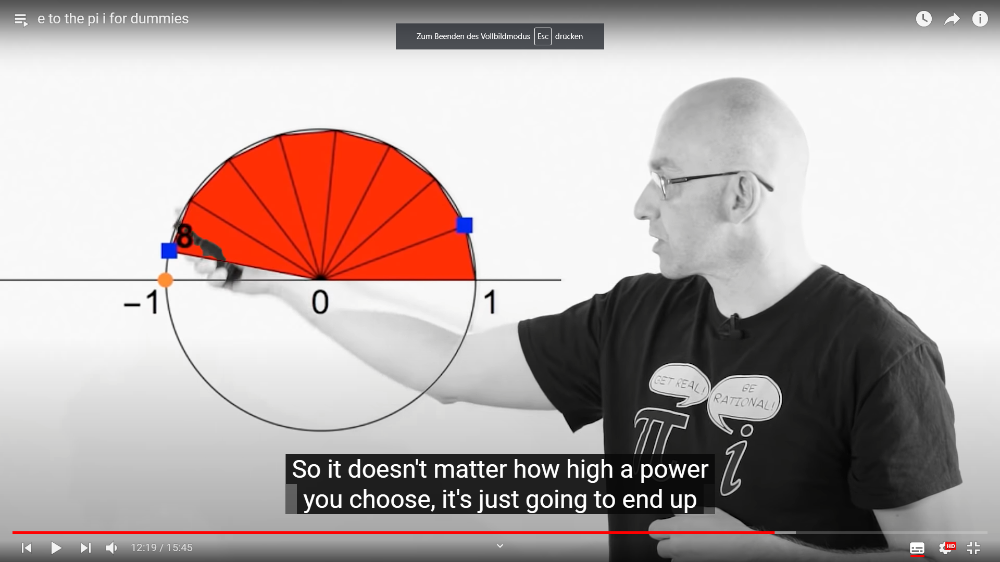 e to the pi i for dummies
Zum Beenden des Vollbildmodus Esc drücken
8
−1 0 1
GET REAL!
BE
RATIONAL!
π i
So it doesn't matter how high a power
you choose, it's just going to end up
12:19 / 15:45
HD